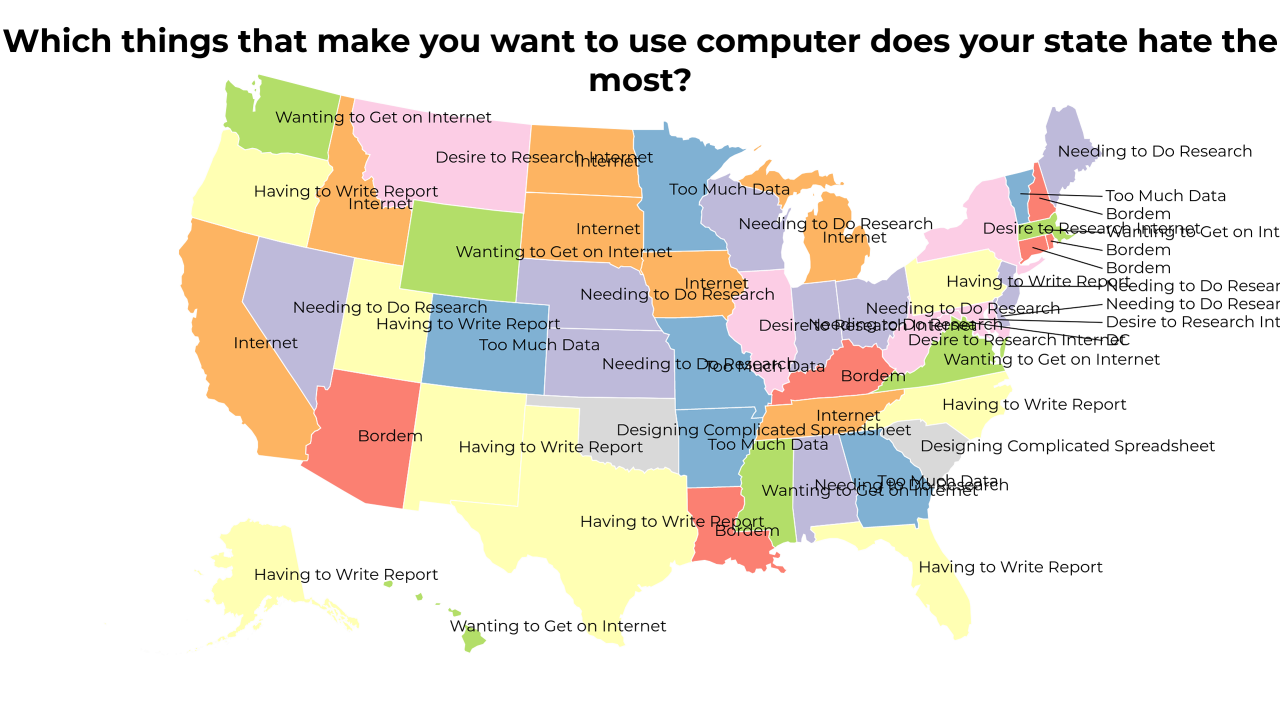 Which things that make you want to use computer does your state hate the
most?
Wanting to Get on Internet
Needing to Do Research
Desire to Research Internet
Internet
Too Much Data
Having to Write Report
Internet
Too Much Data
Bordem
Needing to Do Research
Desire to Research Internet
Wanting to Get on Int
Internet
Internet
Bordem
Wanting to Get on Internet
Bordem
Having to Write Report
Internet
Needing to Do Resear
Needing to Do Research
Needing to Do Resear
Needing to Do Research
Needing to Do Research
Desire to Research Int
Having to Write Report
Desire to Research Internet
Needing to Do Research
Internet
Desire to Research Internet
DC
Too Much Data
Wanting to Get on Internet
Needing to Do Research
Too Much Data
Bordem
Having to Write Report
Internet
Designing Complicated Spreadsheet
Bordem
Too Much Data
Designing Complicated Spreadsheet
Having to Write Report
Too Much Data
Needing to Do Research
Wanting to Get on Internet
Having to Write Report
Bordem
Having to Write Report
Having to Write Report
Wanting to Get on Internet